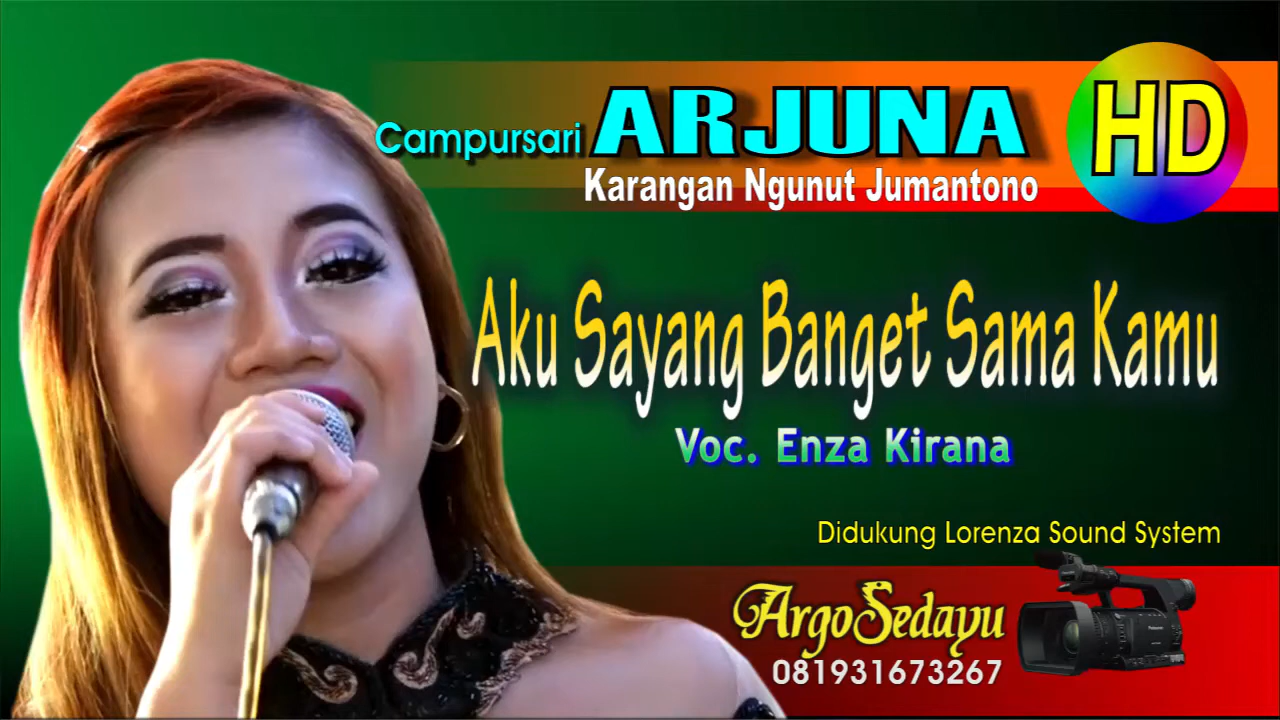 Campursari ARJUNA
HD
Karangan Ngunut Jumantono
Aku Sayang Banget Sama Kamu
Voc. Enza Kirana
Didukung Lorenza Sound System
ArgoSedayu
081931673267